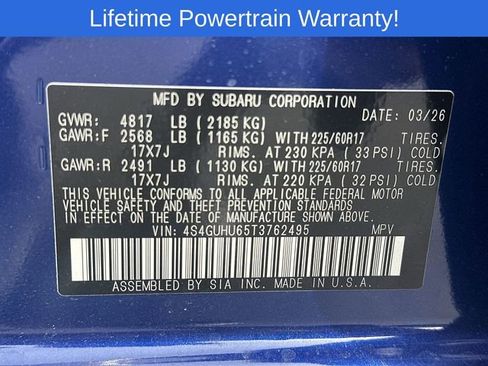 Lifetime Powertrain Warranty!
MFD BY SUBARU CORPORATION
GVWR: 4817 LB (2185 KG) DATE: 03/26
GAWR:F 2568 LB (1165 KG) WITH 225/60R17 TIRES.
17X7J RIMS. AT 230 KPA (33 PSI) COLD
GAWR:R 2491 LB (1130 KG) WITH 225/60R17 TIRES.
17X7J RIMS. AT 220 KPA (32 PSI) COLD
THIS VEHICLE CONFORMS TO ALL APPLICABLE FEDERAL MOTOR
VEHICLE SAFETY AND THEFT PREVENTION STANDARDS
IN EFFECT ON THE DATE OF MANUFACTURE SHOWN ABOVE.
VIN: 4S4GUHU65T3762495 MPV
ASSEMBLED BY SIA INC. MADE IN U.S.A.